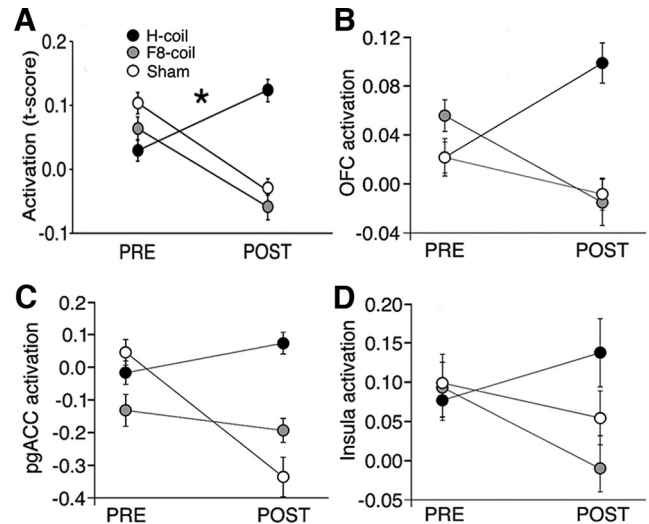 A
H-coil
F8-coil
Sham
*
Activation (t-score)
0.2
0.1
0.0
-0.1
PRE
POST
B
OFC activation
0.12
0.08
0.04
0.00
-0.04
PRE
POST
C
pgACC activation
0.2
0.1
0.0
-0.1
-0.2
-0.3
-0.4
PRE
POST
D
Insula activation
0.20
0.15
0.10
0.05
0.00
-0.05
PRE
POST